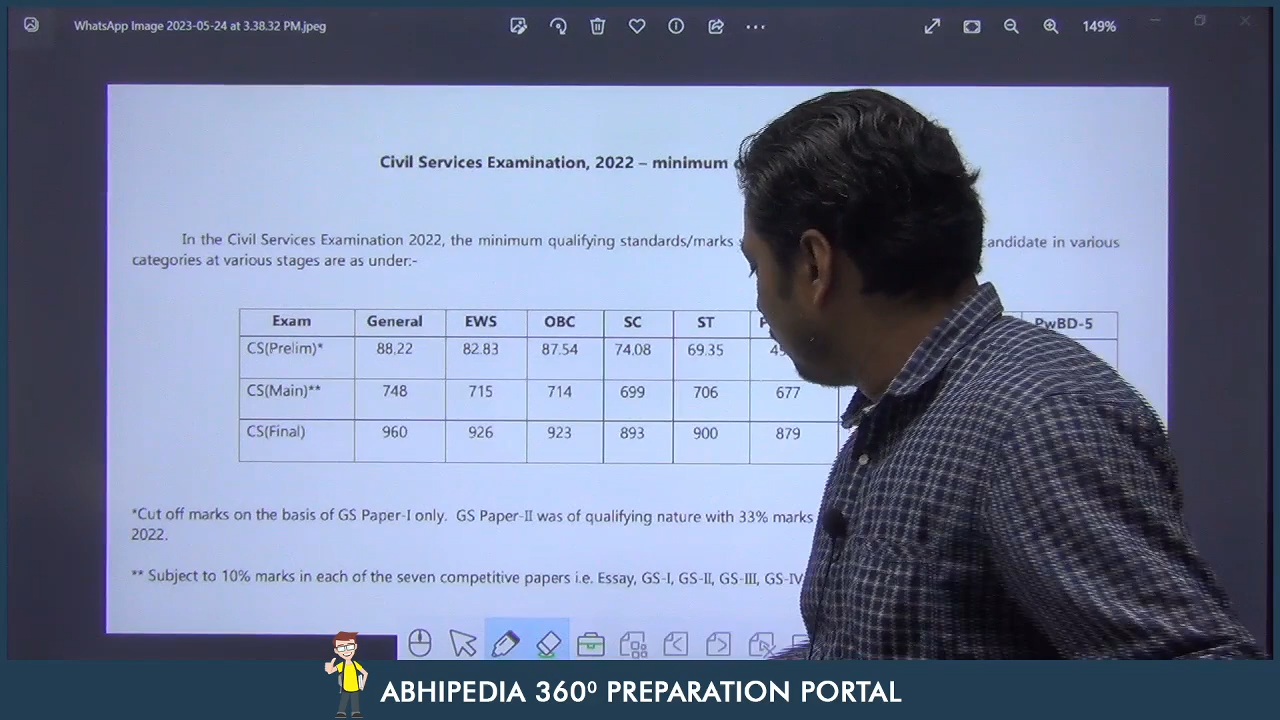 WhatsApp Image 2023-05-24 at 3.38.32 PM.jpeg
149%
Civil Services Examination, 2022 – minimum
In the Civil Services Examination 2022, the minimum qualifying standards/marks candidate in various
categories at various stages are as under:-
Exam General EWS OBC SC ST PwBD-5
CS(Prelim)* 88.22 82.83 87.54 74.08 69.35
CS(Main)** 748 715 714 699 706 677
CS(Final) 960 926 923 893 900 879
*Cut off marks on the basis of GS Paper-I only. GS Paper-II was of qualifying nature with 33% marks
2022.
** Subject to 10% marks in each of the seven competitive papers i.e. Essay, GS-I, GS-II, GS-III, GS-IV
ABHIPEDIA 360⁰ PREPARATION PORTAL